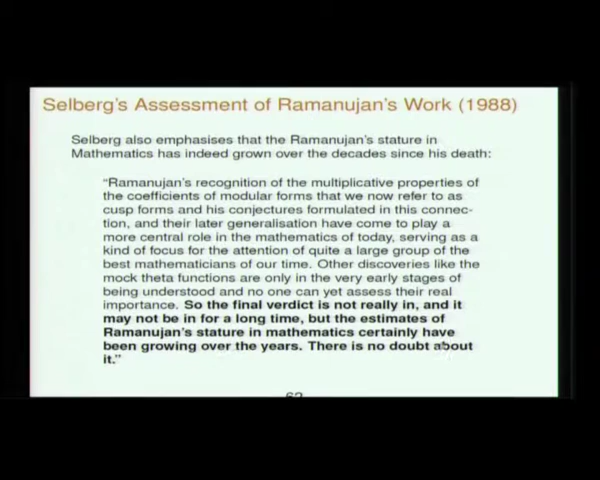 Selberg's Assessment of Ramanujan's Work (1988)
Selberg also emphasises that the Ramanujan's stature in
Mathematics has indeed grown over the decades since his death:
"Ramanujan's recognition of the multiplicative properties of
the coefficients of modular forms that we now refer to as
cusp forms and his conjectures formulated in this connec-
tion, and their later generalisation have come to play a
more central role in the mathematics of today, serving as a
kind of focus for the attention of quite a large group of the
best mathematicians of our time. Other discoveries like the
mock theta functions are only in the very early stages of
being understood and no one can yet assess their real
importance. So the final verdict is not really in, and it
may not be in for a long time, but the estimates of
Ramanujan's stature in mathematics certainly have
been growing over the years. There is no doubt about
it."